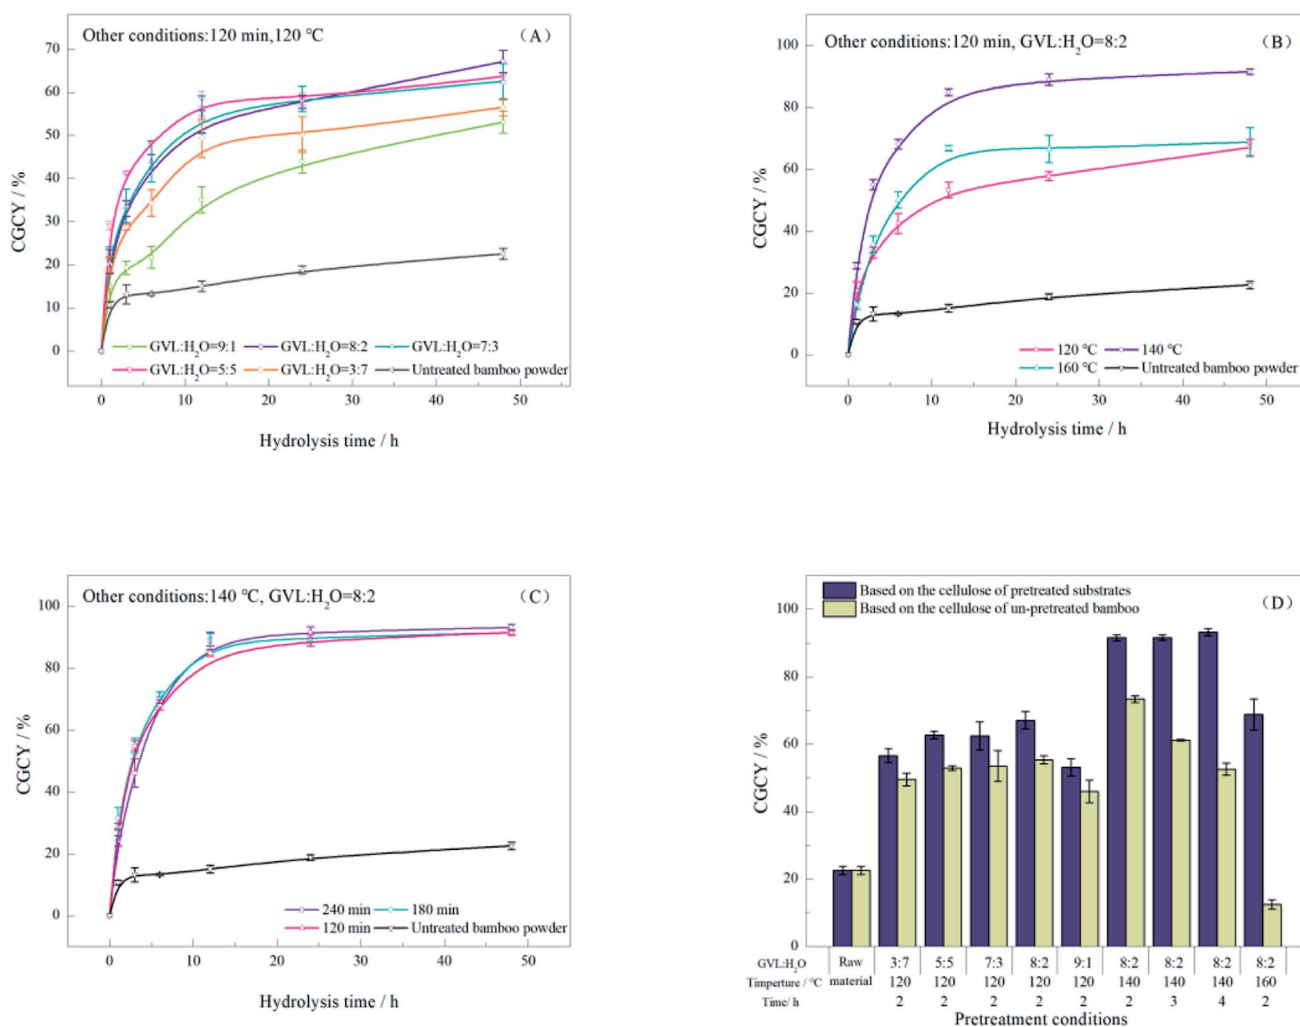 Other conditions:120 min,120 ℃ (A)
CGCY / %
70
60
50
40
30
20
10
0
GVL:H₂O=9:1 GVL:H₂O=8:2 GVL:H₂O=7:3
GVL:H₂O=5:5 GVL:H₂O=3:7 Untreated bamboo powder
0 10 20 30 40 50
Hydrolysis time / h
Other conditions:120 min, GVL:H₂O=8:2 (B)
CGCY / %
100
80
60
40
20
0
120 ℃ 140 ℃
160 ℃ Untreated bamboo powder
0 10 20 30 40 50
Hydrolysis time / h
Other conditions:140 ℃, GVL:H₂O=8:2 (C)
CGCY / %
100
80
60
40
20
0
240 min 180 min
120 min Untreated bamboo powder
0 10 20 30 40 50
Hydrolysis time / h
Based on the cellulose of pretreated substrates (D)
Based on the cellulose of un-pretreated bamboo
CGCY / %
100
80
60
40
20
0
GVL:H₂O Raw 3:7 5:5 7:3 8:2 9:1 8:2 8:2 8:2 8:2
Timperture / ℃ material 120 120 120 120 120 140 140 140 160
Time/ h 2 2 2 2 2 2 3 4 2
Pretreatment conditions